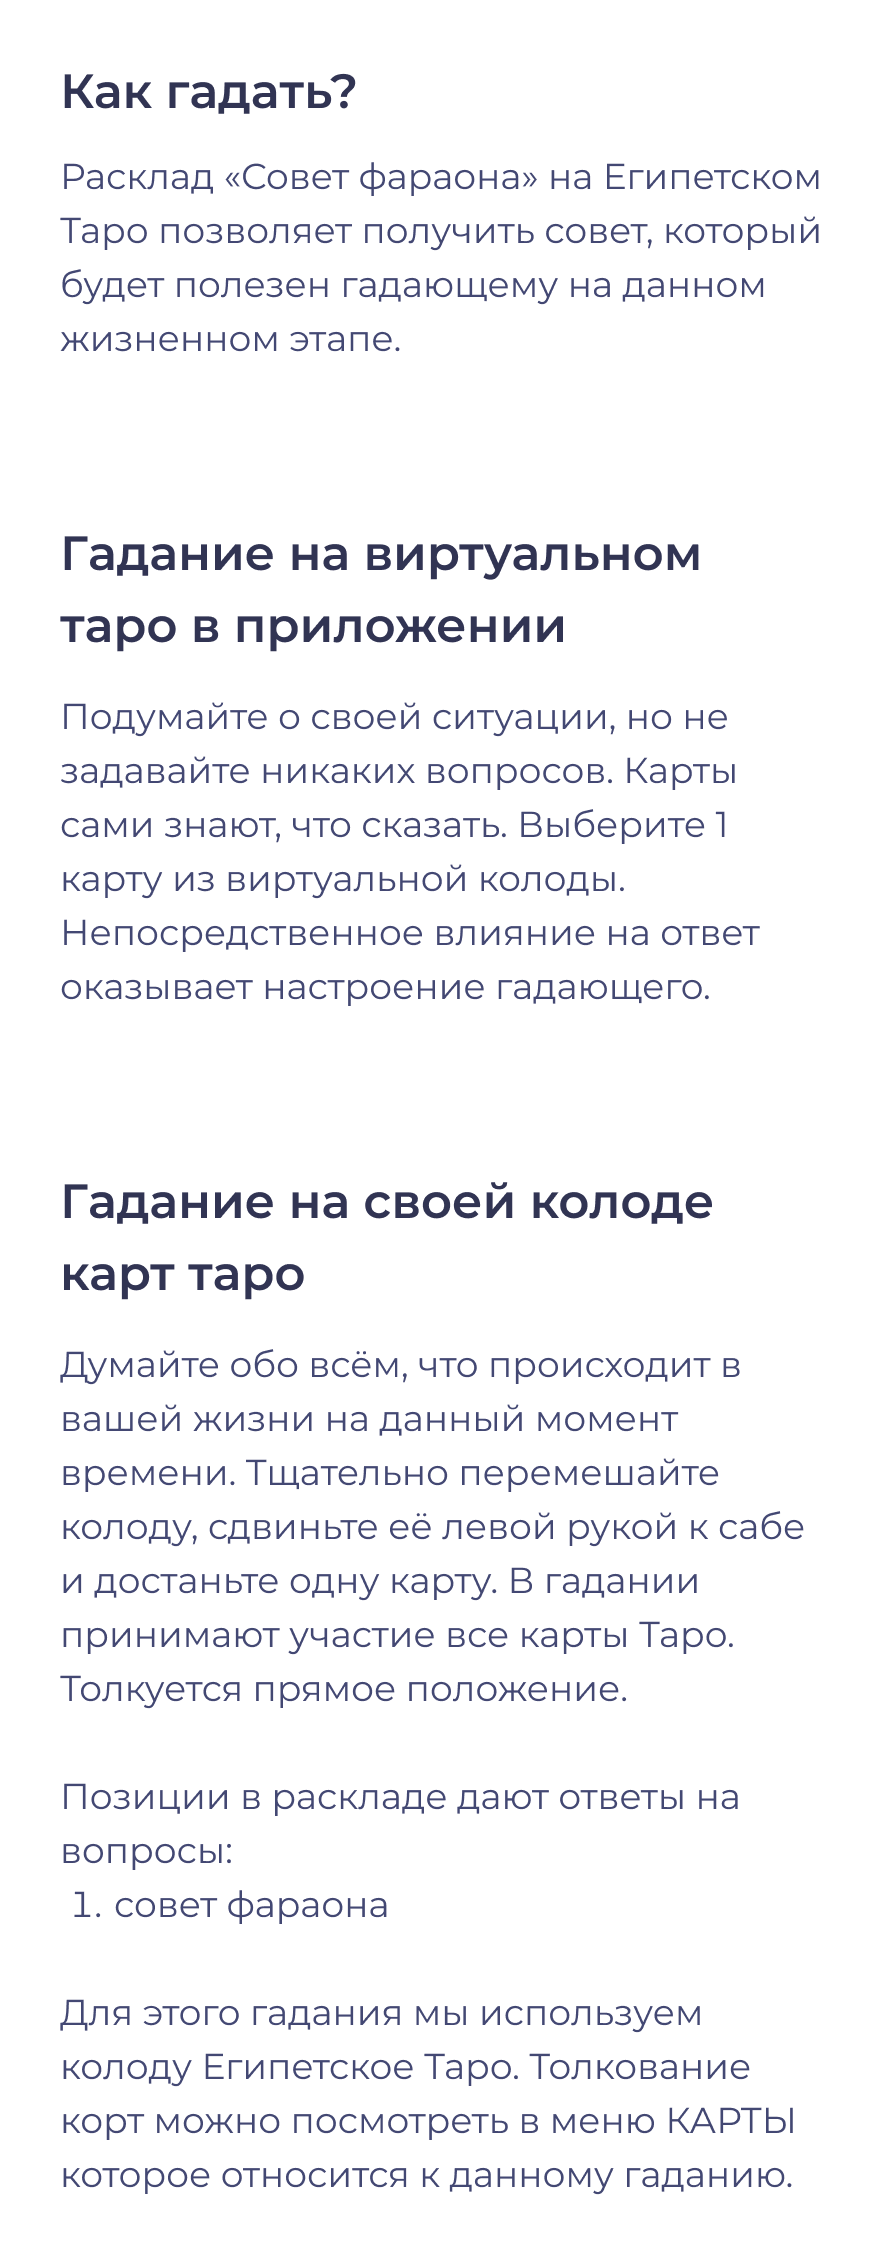 Как гадать?
Расклад «Совет фараона» на Египетском
Таро позволяет получить совет, который
будет полезен гадающему на данном
жизненном этапе.
Гадание на виртуальном
таро в приложении
Подумайте о своей ситуации, но не
задавайте никаких вопросов. Карты
сами знают, что сказать. Выберите 1
карту из виртуальной колоды.
Непосредственное влияние на ответ
оказывает настроение гадающего.
Гадание на своей колоде
карт таро
Думайте обо всём, что происходит в
вашей жизни на данный момент
времени. Тщательно перемешайте
колоду, сдвиньте её левой рукой к сабе
и достаньте одну карту. В гадании
принимают участие все карты Таро.
Толкуется прямое положение.
Позиции в раскладе дают ответы на
вопросы:
1. совет фараона
Для этого гадания мы используем
колоду Египетское Таро. Толкование
корт можно посмотреть в меню КАРТЫ
которое относится к данному гаданию.